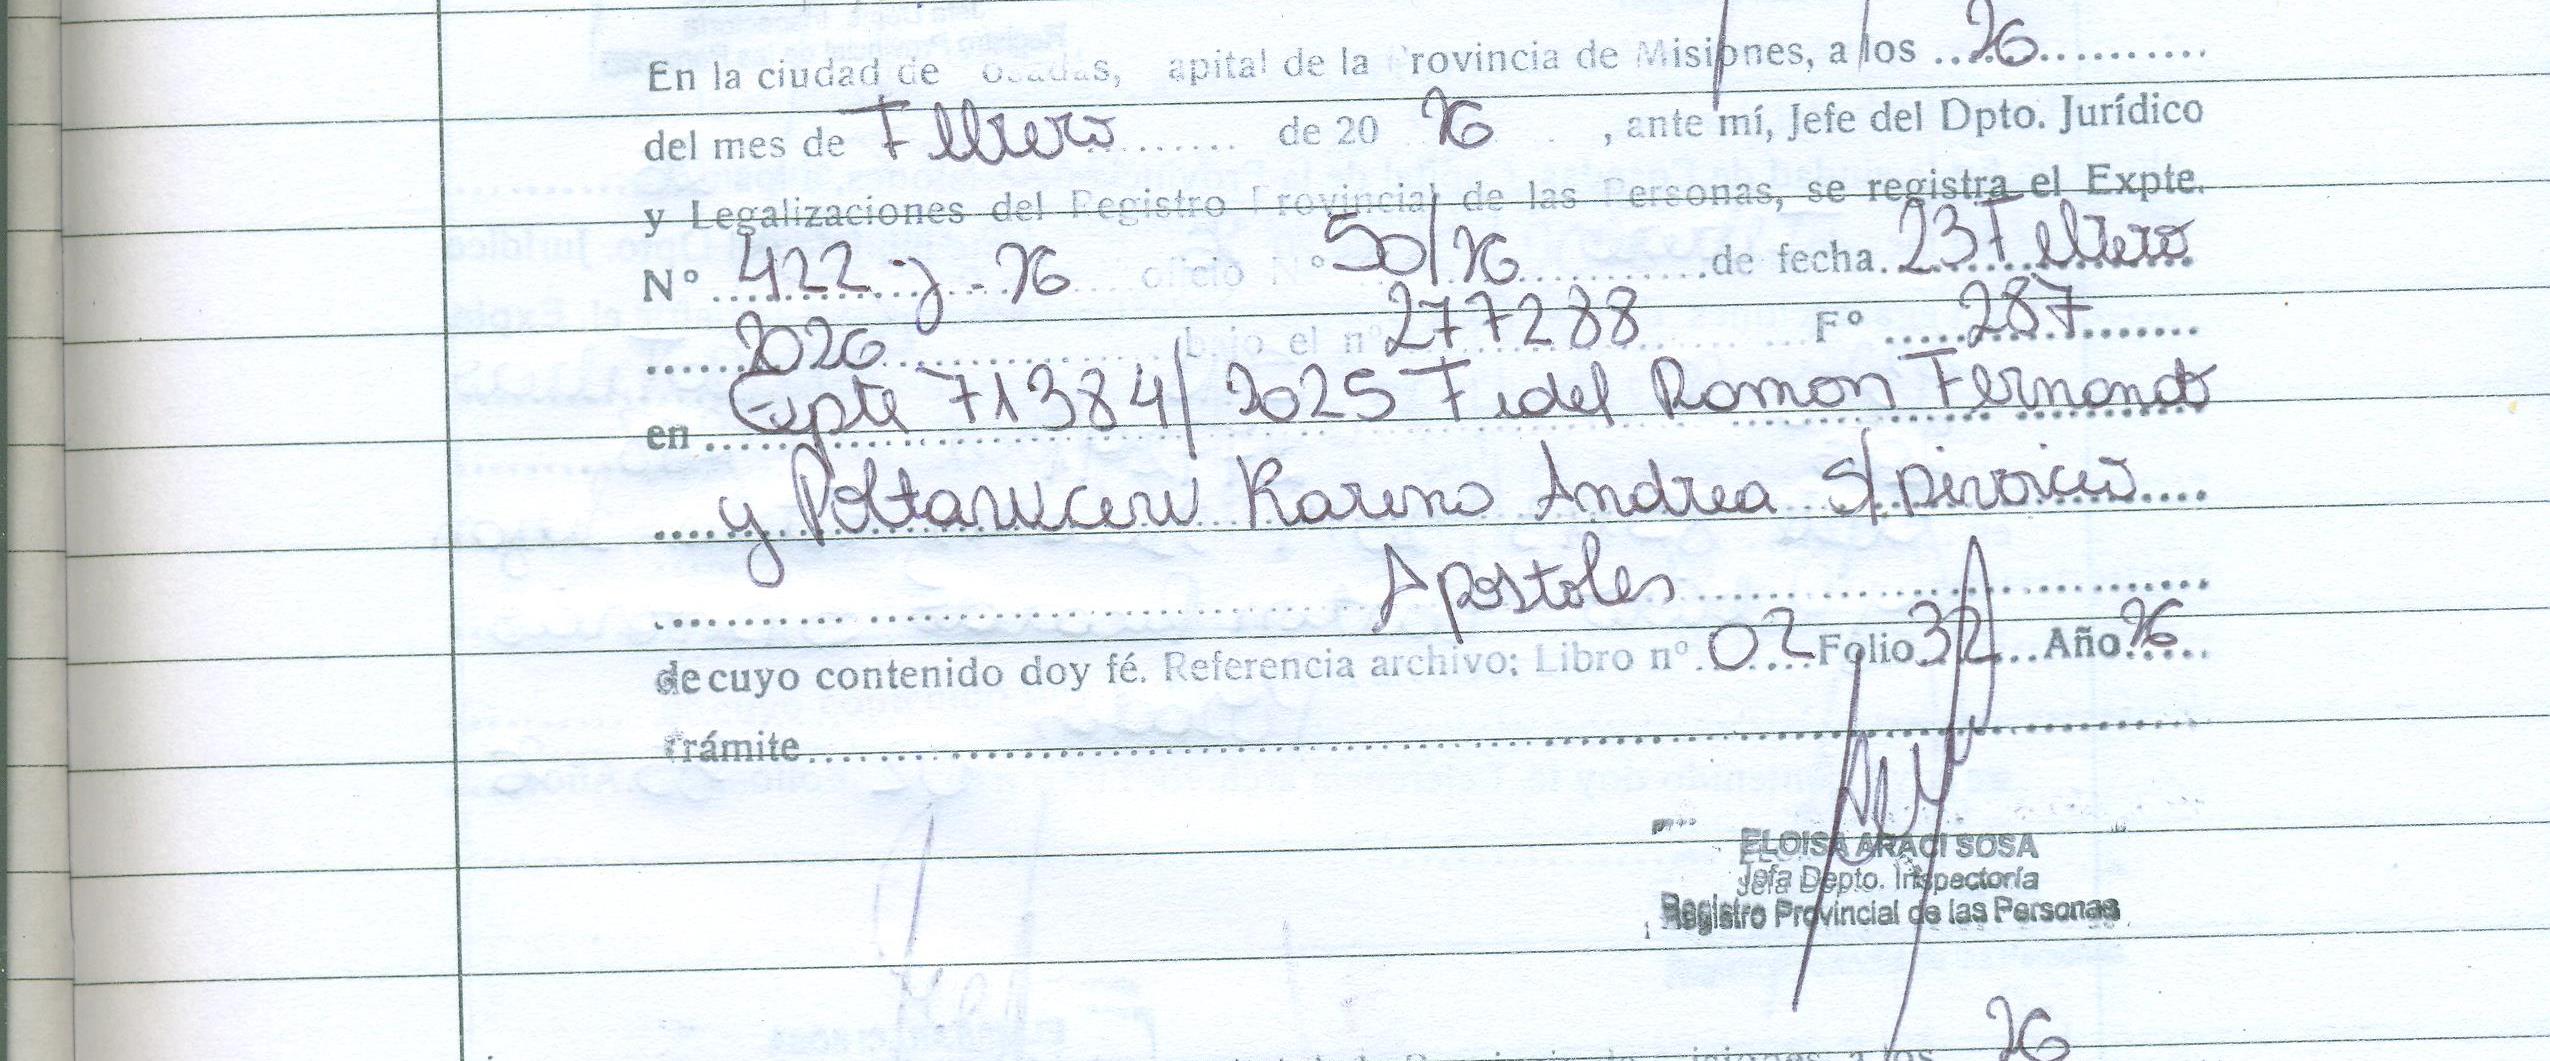 En la ciudad de osadas, apital de la Provincia de Misiones, a los 26
del mes de Febrero de 20 26, ante mí, Jefe del Dpto. Jurídico
y Legalizaciones del Registro Provincial de las Personas, se registra el Expte.
N° 422-J-26 oficio N° 50/26 de fecha 23 Febrero
2026 bajo el n° 277288 F° 287
en Expte 71384/2025 Fidel Ramon Fernando
y Karina Andrea S/ Divorcio
Apostoles
de cuyo contenido doy fé. Referencia archivo: Libro n° 02 Folio 32 Año 26
Trámite
ELOISA ARACI SOSA
Jefa Depto. Inspectoría
Registro Provincial de las Personas
26